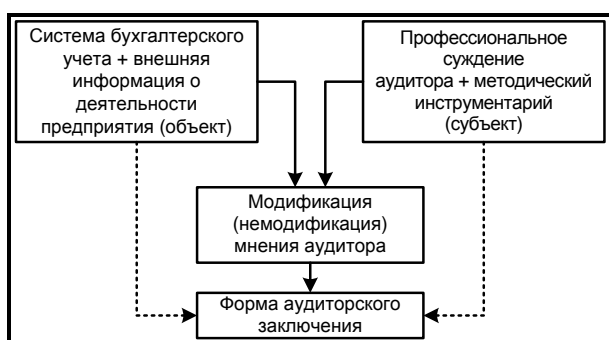 Система бухгалтерского
учета + внешняя
информация о
деятельности
предприятия (объект)
Профессиональное
суждение
аудитора + методический
инструментарий
(субъект)
Модификация
(немодификация)
мнения аудитора
Форма аудиторского
заключения